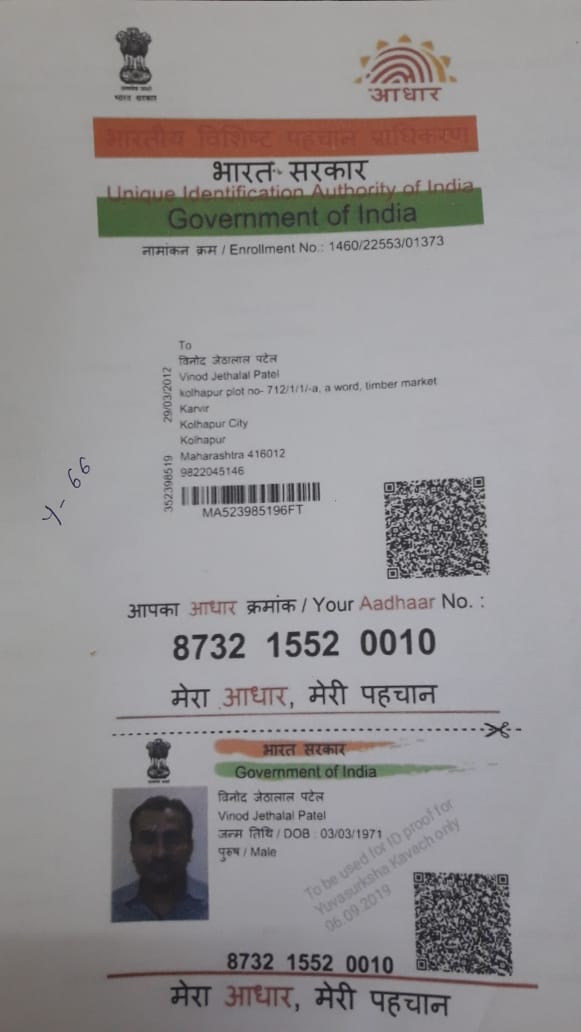 भारत सरकार
आधार
भारतीय विशिष्ट पहचान प्राधिकरण
भारत सरकार
Unique Identification Authority of India
Government of India
नामांकन क्रम / Enrollment No.: 1460/22553/01373
To
विनोद जेठालाल पटेल
Vinod Jethalal Patel
kolhapur plot no- 712/1/1/-a, a word, timber market
Karvir
Kolhapur City
Kolhapur
Maharashtra 416012
9822045146
29/03/2012
352398519
MA523985196FT
Y-66
आपका आधार क्रमांक / Your Aadhaar No. :
8732 1552 0010
मेरा आधार, मेरी पहचान
भारत सरकार
Government of India
विनोद जेठालाल पटेल
Vinod Jethalal Patel
जन्म तिथि / DOB : 03/03/1971
पुरुष / Male
To be used for ID proof for
Yuvasurksha Kavach only
06.09.2019
8732 1552 0010
मेरा आधार, मेरी पहचान